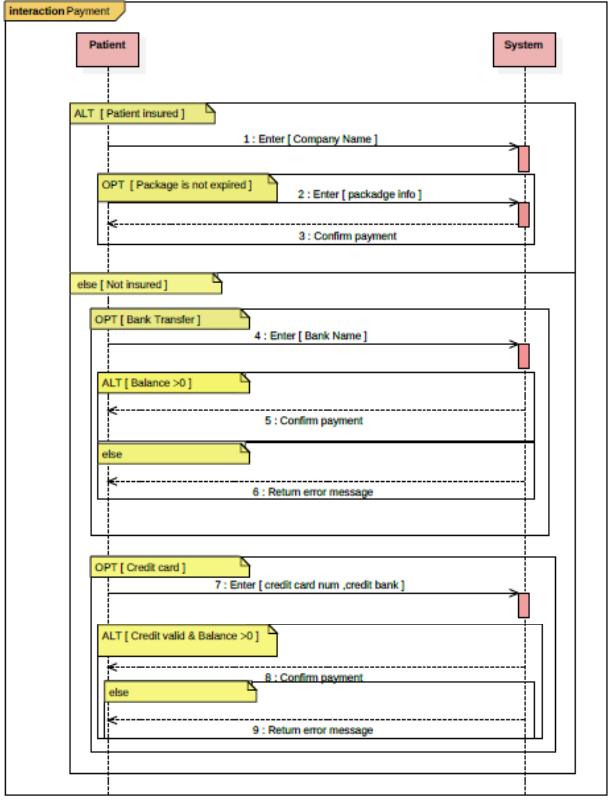 interaction Payment
Patient
System
ALT [ Patient insured ]
1 : Enter [ Company Name ]
OPT [ Package is not expired ]
2 : Enter [ packadge info ]
3 : Confirm payment
else [ Not insured ]
OPT [ Bank Transfer ]
4 : Enter [ Bank Name ]
ALT [ Balance >0 ]
5 : Confirm payment
else
6 : Return error message
OPT [ Credit card ]
7 : Enter [ credit card num ,credit bank ]
ALT [ Credit valid & Balance >0 ]
8 : Confirm payment
else
9 : Return error message